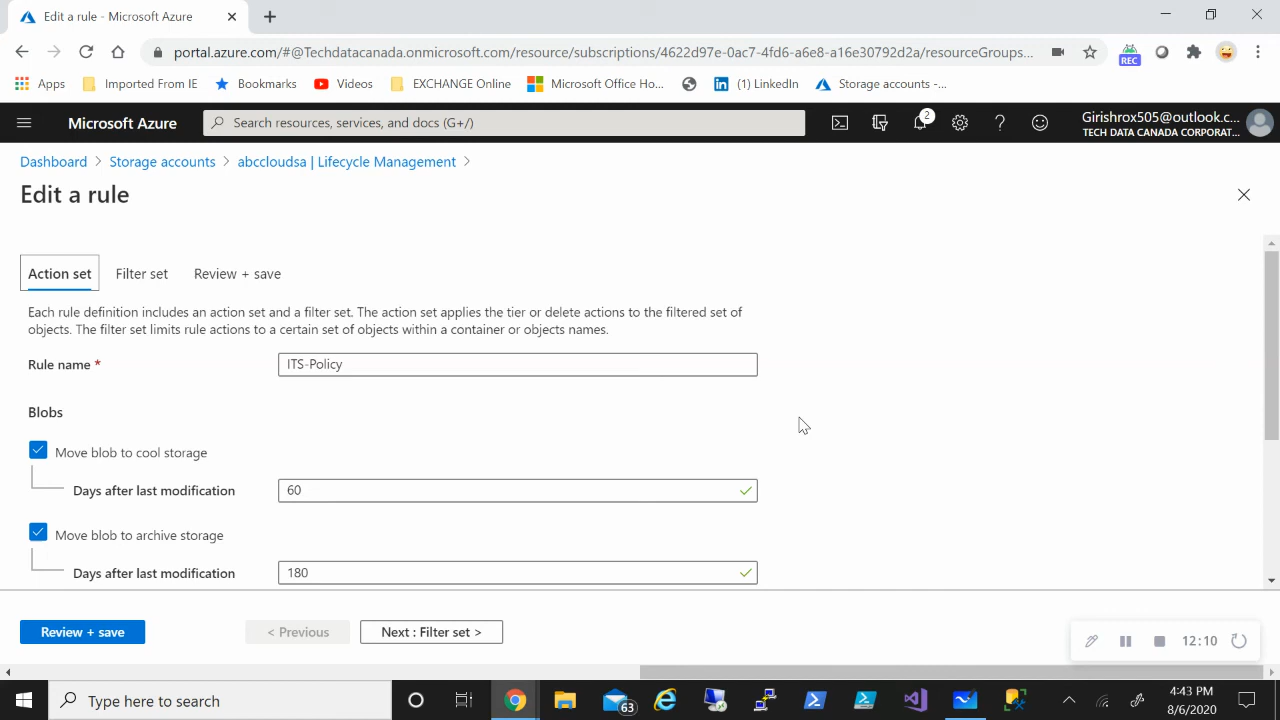 Edit a rule - Microsoft Azure
portal.azure.com/#@Techdatacanada.onmicrosoft.com/resource/subscriptions/4622d97e-0ac7-4fd6-a6e8-a16e30792d2a/resourceGroups...
REC
Apps
Imported From IE
Bookmarks
Videos
EXCHANGE Online
Microsoft Office Ho...
(1) LinkedIn
Storage accounts -...
Microsoft Azure
Search resources, services, and docs (G+/)
2
Girishrox505@outlook.c...
TECH DATA CANADA CORPORAT...
Dashboard > Storage accounts > abccloudsa | Lifecycle Management >
Edit a rule
Action set
Filter set
Review + save
Each rule definition includes an action set and a filter set. The action set applies the tier or delete actions to the filtered set of
objects. The filter set limits rule actions to a certain set of objects within a container or objects names.
Rule name *
ITS-Policy
Blobs
Move blob to cool storage
Days after last modification
60
Move blob to archive storage
Days after last modification
180
Review + save
< Previous
Next : Filter set >
12:10
Type here to search
63
4:43 PM
8/6/2020